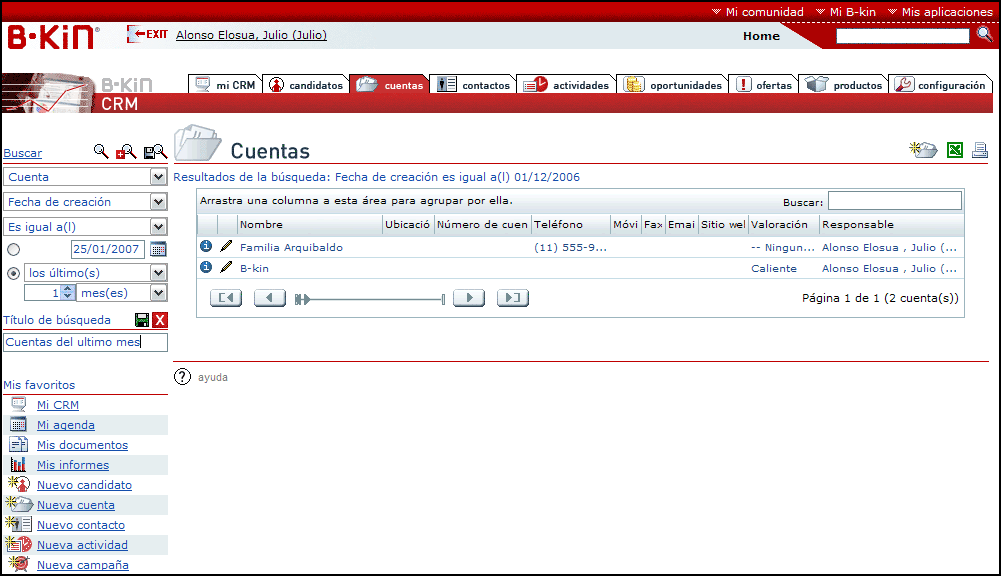 Mi comunidad Mi B-kin Mis aplicaciones
B·KiN® EXIT Alonso Elosua, Julio (Julio) Home
B·KiN
CRM
mi CRM candidatos cuentas contactos actividades oportunidades ofertas productos configuración
Buscar
Cuentas
Cuenta
Resultados de la búsqueda: Fecha de creación es igual a(l) 01/12/2006
Fecha de creación
Arrastra una columna a esta área para agrupar por ella. Buscar:
Es igual a(l)
Nombre Ubicació Número de cuen Teléfono Móvi Fax Emai Sitio wel Valoración Responsable
25/01/2007
Familia Arquibaldo (11) 555-9... -- Ningun... Alonso Elosua , Julio (...
los último(s)
B-kin Caliente Alonso Elosua , Julio (...
1 mes(es)
Página 1 de 1 (2 cuenta(s))
Título de búsqueda
Cuentas del ultimo mes
? ayuda
Mis favoritos
Mi CRM
Mi agenda
Mis documentos
Mis informes
Nuevo candidato
Nueva cuenta
Nuevo contacto
Nueva actividad
Nueva campaña